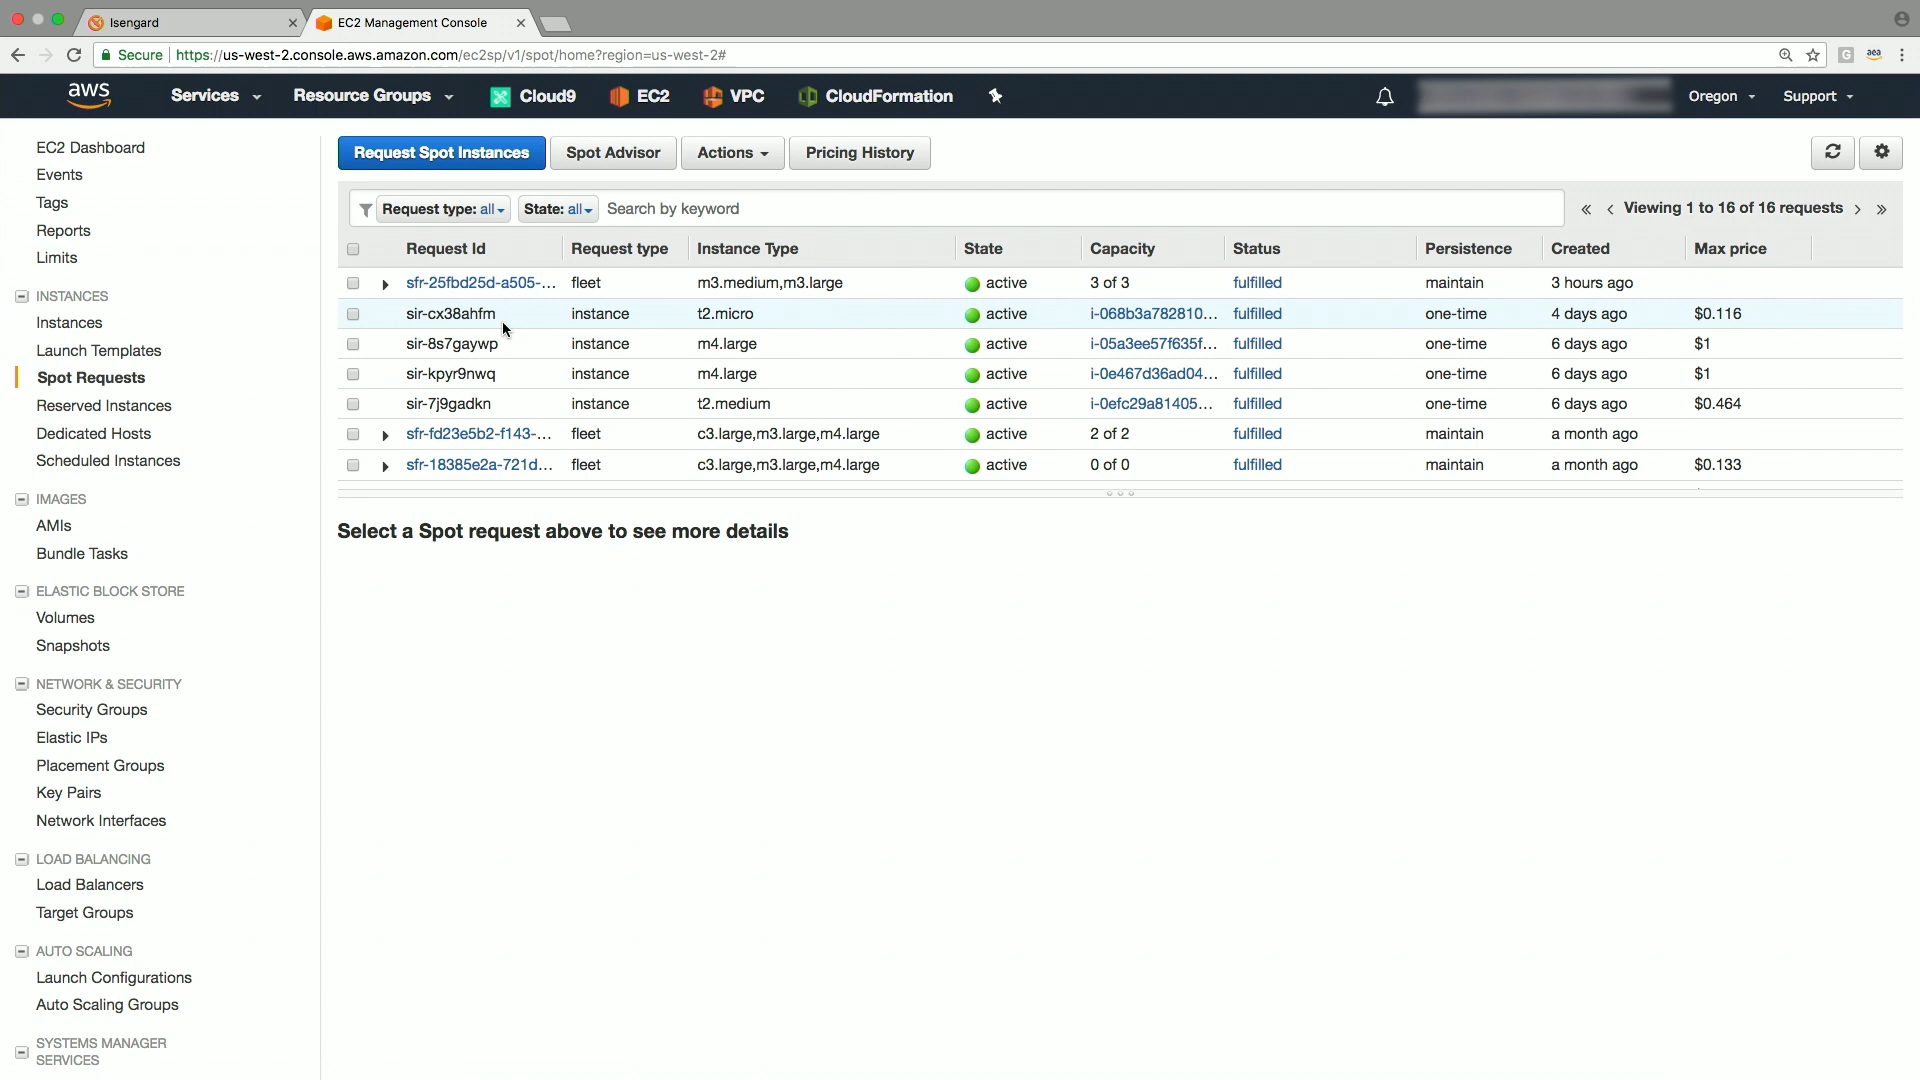 Isengard
EC2 Management Console
Secure
https://us-west-2.console.aws.amazon.com/ec2sp/v1/spot/home?region=us-west-2#
G
aea
aws
Services
Resource Groups
Cloud9
EC2
VPC
CloudFormation
Oregon
Support
EC2 Dashboard
Events
Tags
Reports
Limits
INSTANCES
Instances
Launch Templates
Spot Requests
Reserved Instances
Dedicated Hosts
Scheduled Instances
IMAGES
AMIs
Bundle Tasks
ELASTIC BLOCK STORE
Volumes
Snapshots
NETWORK & SECURITY
Security Groups
Elastic IPs
Placement Groups
Key Pairs
Network Interfaces
LOAD BALANCING
Load Balancers
Target Groups
AUTO SCALING
Launch Configurations
Auto Scaling Groups
SYSTEMS MANAGER
SERVICES
Request Spot Instances Spot Advisor Actions Pricing History
Request type: all State: all Search by keyword « ‹ Viewing 1 to 16 of 16 requests › »
Request Id Request type Instance Type State Capacity Status Persistence Created Max price
sfr-25fbd25d-a505-... fleet m3.medium,m3.large active 3 of 3 fulfilled maintain 3 hours ago
sir-cx38ahfm instance t2.micro active i-068b3a782810... fulfilled one-time 4 days ago $0.116
sir-8s7gaywp instance m4.large active i-05a3ee57f635f... fulfilled one-time 6 days ago $1
sir-kpyr9nwq instance m4.large active i-0e467d36ad04... fulfilled one-time 6 days ago $1
sir-7j9gadkn instance t2.medium active i-0efc29a81405... fulfilled one-time 6 days ago $0.464
sfr-fd23e5b2-f143-... fleet c3.large,m3.large,m4.large active 2 of 2 fulfilled maintain a month ago
sfr-18385e2a-721d... fleet c3.large,m3.large,m4.large active 0 of 0 fulfilled maintain a month ago $0.133
Select a Spot request above to see more details